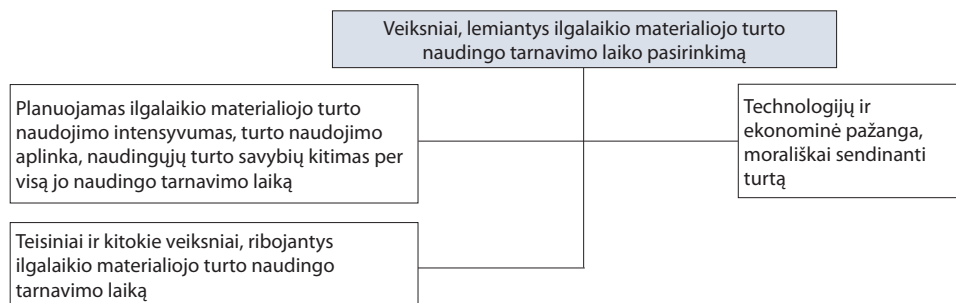 Veiksniai, lemiantys ilgalaikio materialiojo turto
naudingo tarnavimo laiko pasirinkimą
Planuojamas ilgalaikio materialiojo turto
naudojimo intensyvumas, turto naudojimo
aplinka, naudingųjų turto savybių kitimas per
visą jo naudingo tarnavimo laiką
Technologijų ir
ekonominė pažanga,
morališkai sendinanti
turtą
Teisiniai ir kitokie veiksniai, ribojantys
ilgalaikio materialiojo turto naudingo
tarnavimo laiką